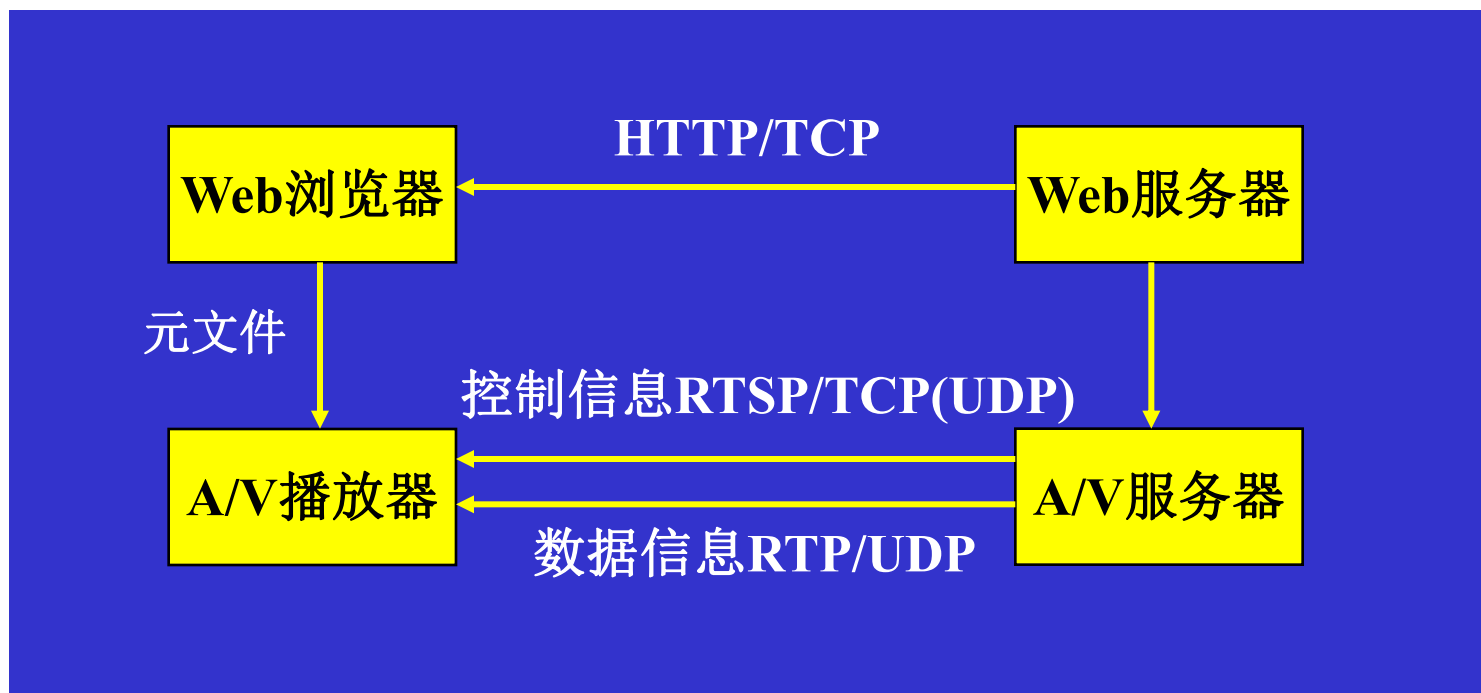 HTTP/TCP
Web浏览器
Web服务器
元文件
控制信息RTSP/TCP(UDP)
A/V播放器
A/V服务器
数据信息RTP/UDP